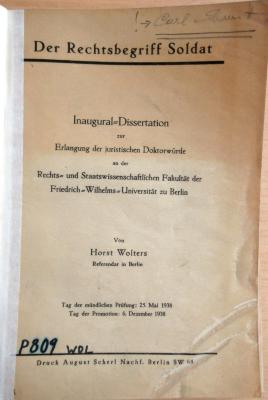 ! → Carl
Der Rechtsbegriff Soldat
Inaugural=Dissertation
zur
Erlangung der juristischen Doktorwürde
an der
Rechts= und Staatswissenschaftlichen Fakultät der
Friedrich=Wilhelms=Universität zu Berlin
Von
Horst Wolters
Referendar in Berlin
Tag der mündlichen Prüfung: 25. Mai 1938
Tag der Promotion: 6. Dezember 1938
P809 WOL
Druck August Scherl Nachf. Berlin SW 68